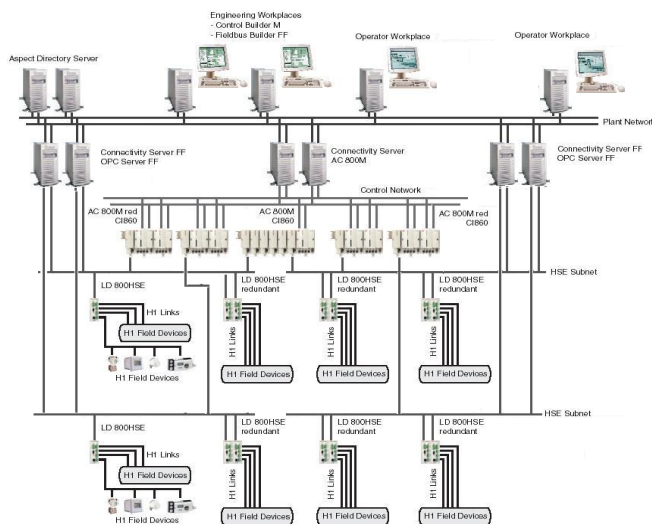 Engineering Workplaces
- Control Builder M
- Fieldbus Builder FF
Operator Workplace
Operator Workplace
Aspect Directory Server
Plant Network
Connectivity Server FF
OPC Server FF
Connectivity Server
AC 800M
Connectivity Server FF
OPC Server FF
Control Network
AC 800M red
CI860
AC 800M
CI860
AC 800M red
CI860
HSE Subnet
LD 800HSE
LD 800HSE
redundant
LD 800HSE
redundant
LD 800HSE
redundant
H1 Links
H1 Field Devices
H1 Field Devices
H1 Links
H1 Field Devices
H1 Links
H1 Field Devices
H1 Links
H1 Field Devices
HSE Subnet
LD 800HSE
LD 800HSE
redundant
LD 800HSE
redundant
LD 800HSE
redundant
H1 Links
H1 Field Devices
H1 Field Devices
H1 Links
H1 Field Devices
H1 Links
H1 Field Devices
H1 Links
H1 Field Devices